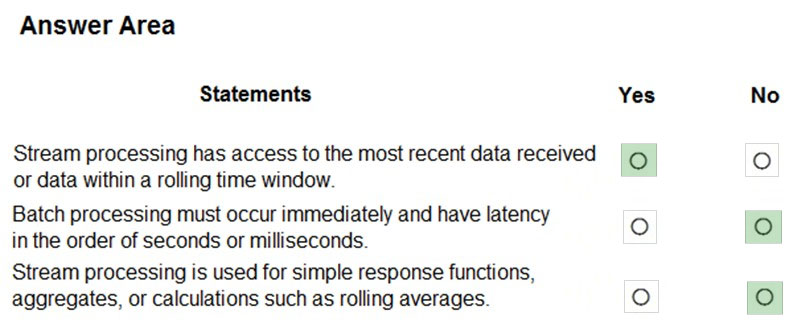 Answer Area
Statements Yes No
Stream processing has access to the most recent data received
or data within a rolling time window.
Batch processing must occur immediately and have latency
in the order of seconds or milliseconds.
Stream processing is used for simple response functions,
aggregates, or calculations such as rolling averages.